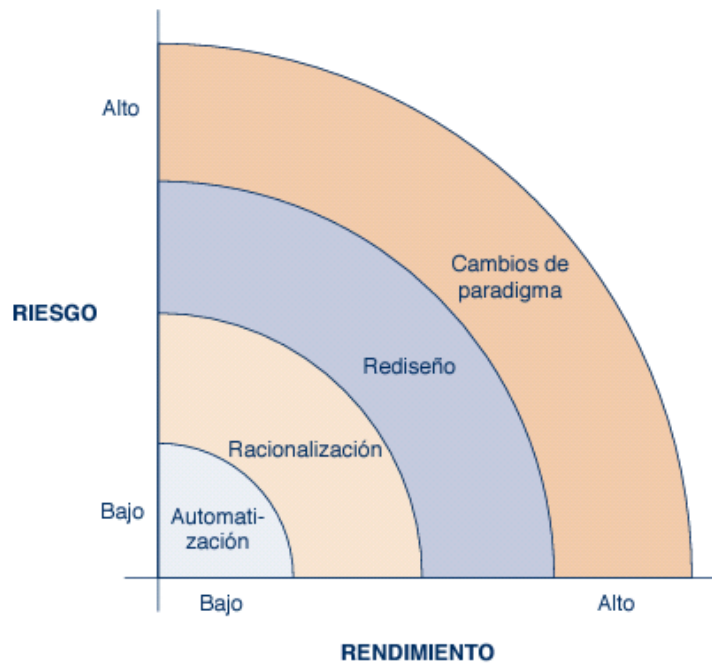 Alto
Cambios de
paradigma
RIESGO
Rediseño
Racionalización
Bajo
Automati-
zación
Bajo
Alto
RENDIMIENTO